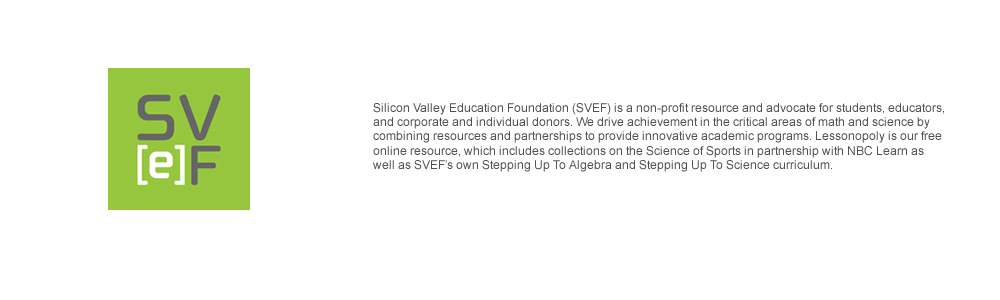 SV
[e]F
Silicon Valley Education Foundation (SVEF) is a non-profit resource and advocate for students, educators,
and corporate and individual donors. We drive achievement in the critical areas of math and science by
combining resources and partnerships to provide innovative academic programs. Lessonopoly is our free
online resource, which includes collections on the Science of Sports in partnership with NBC Learn as
well as SVEF's own Stepping Up To Algebra and Stepping Up To Science curriculum.